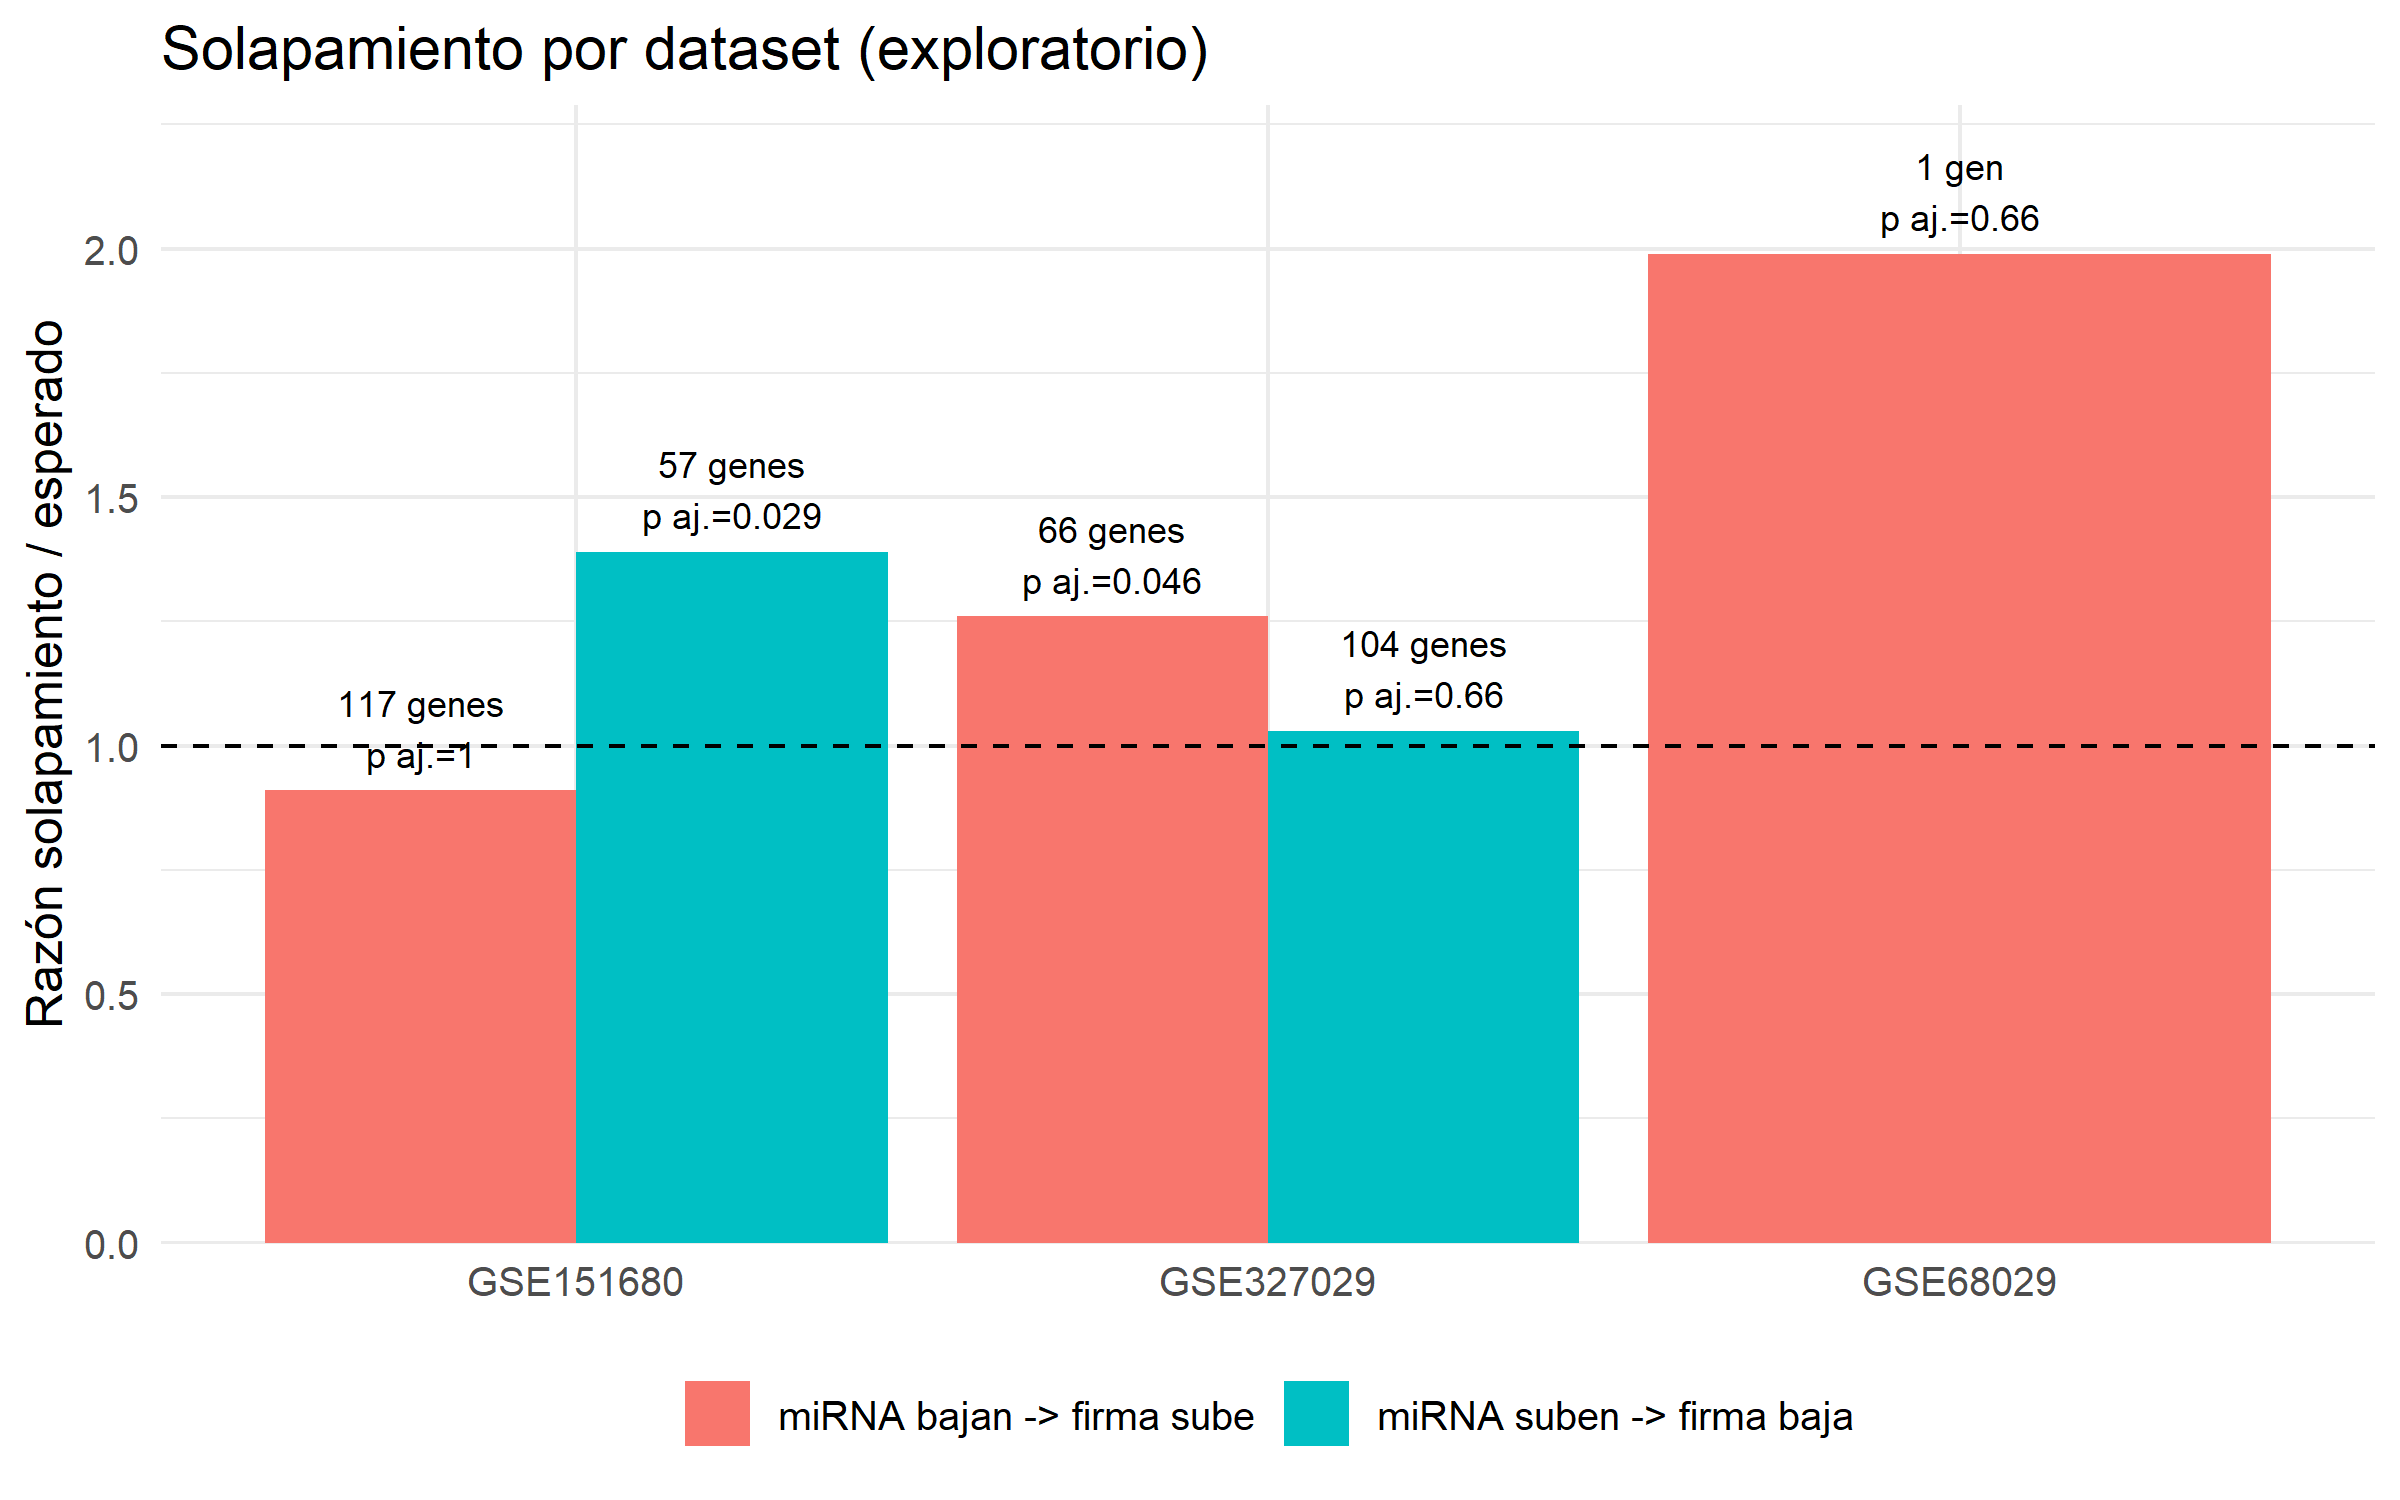 Solapamiento por dataset (exploratorio)
Razón solapamiento / esperado
2.0
1.5
1.0
0.5
0.0
117 genes
p aj.=1
57 genes
p aj.=0.029
66 genes
p aj.=0.046
104 genes
p aj.=0.66
1 gen
p aj.=0.66
GSE151680
GSE327029
GSE68029
miRNA bajan -> firma sube
miRNA suben -> firma baja